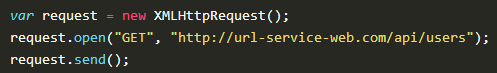 var request = new XMLHttpRequest();
request.open("GET", "http://url-service-web.com/api/users");
request.send();